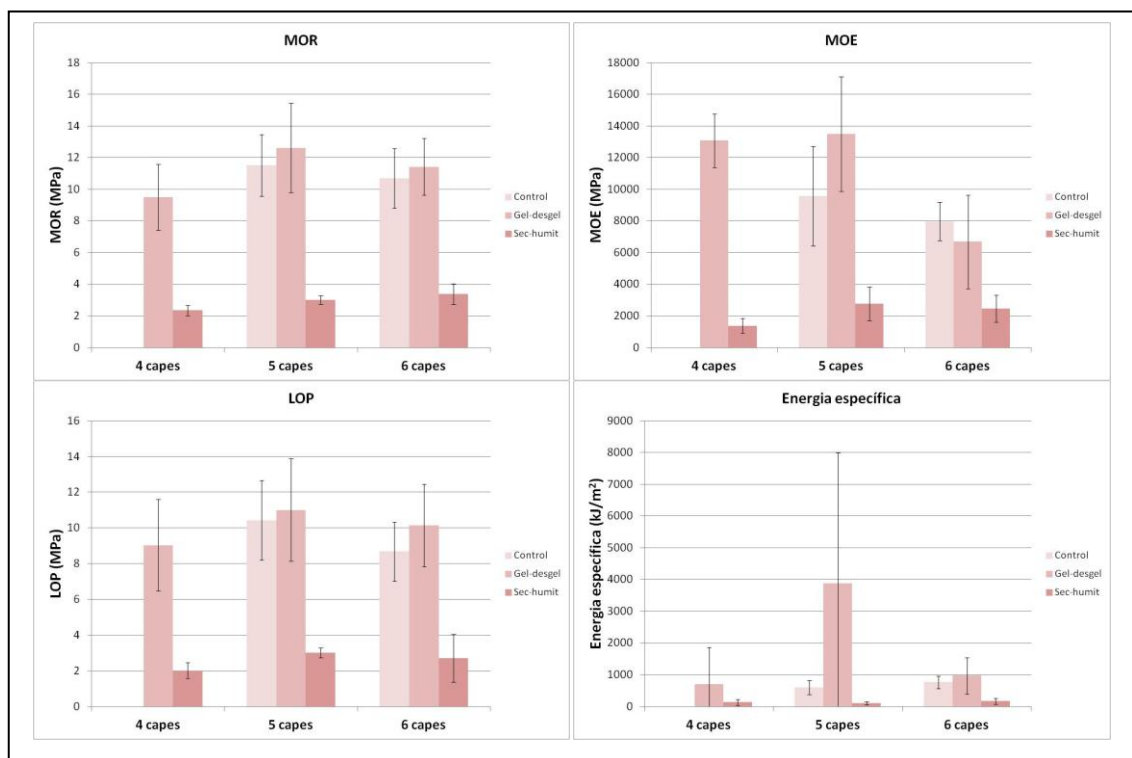 MOR
18
16
14
12
10
8
6
4
2
0
MOR (MPa)
4 capes 5 capes 6 capes
Control
Gel-desgel
Sec-humit
MOE
18000
16000
14000
12000
10000
8000
6000
4000
2000
0
MOE (MPa)
4 capes 5 capes 6 capes
Control
Gel-desgel
Sec-humit
LOP
16
14
12
10
8
6
4
2
0
LOP (MPa)
4 capes 5 capes 6 capes
Control
Gel-desgel
Sec-humit
Energia específica
9000
8000
7000
6000
5000
4000
3000
2000
1000
0
Energia específica (kJ/m²)
4 capes 5 capes 6 capes
Control
Gel-desgel
Sec-humit